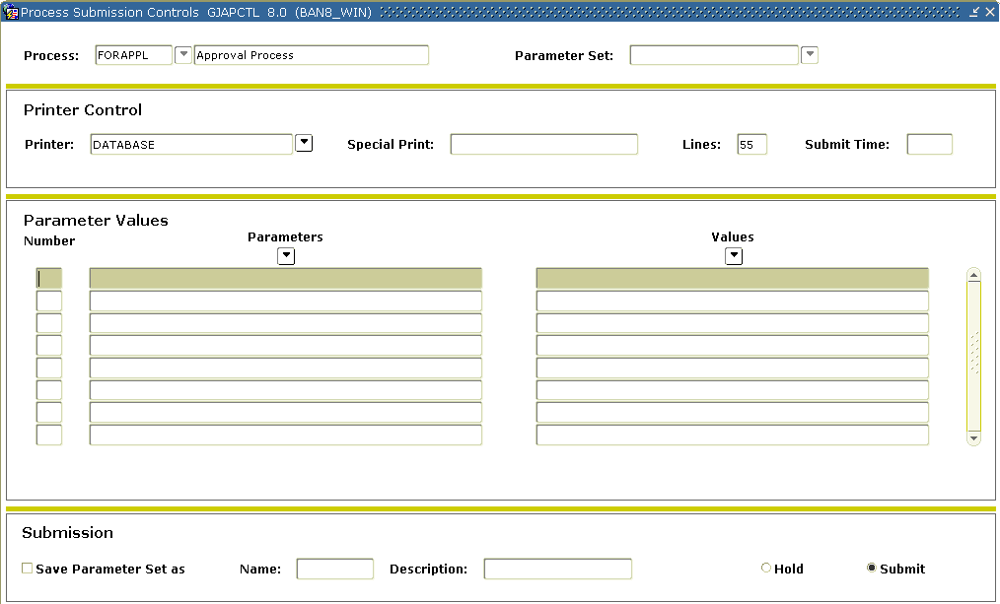 Process Submission Controls GJAPCTL 8.0 (BAN8_WIN)
Process: FORAPPL Approval Process Parameter Set:
Printer Control
Printer: DATABASE Special Print: Lines: 55 Submit Time:
Parameter Values
Number Parameters Values
Submission
Save Parameter Set as Name: Description: Hold Submit